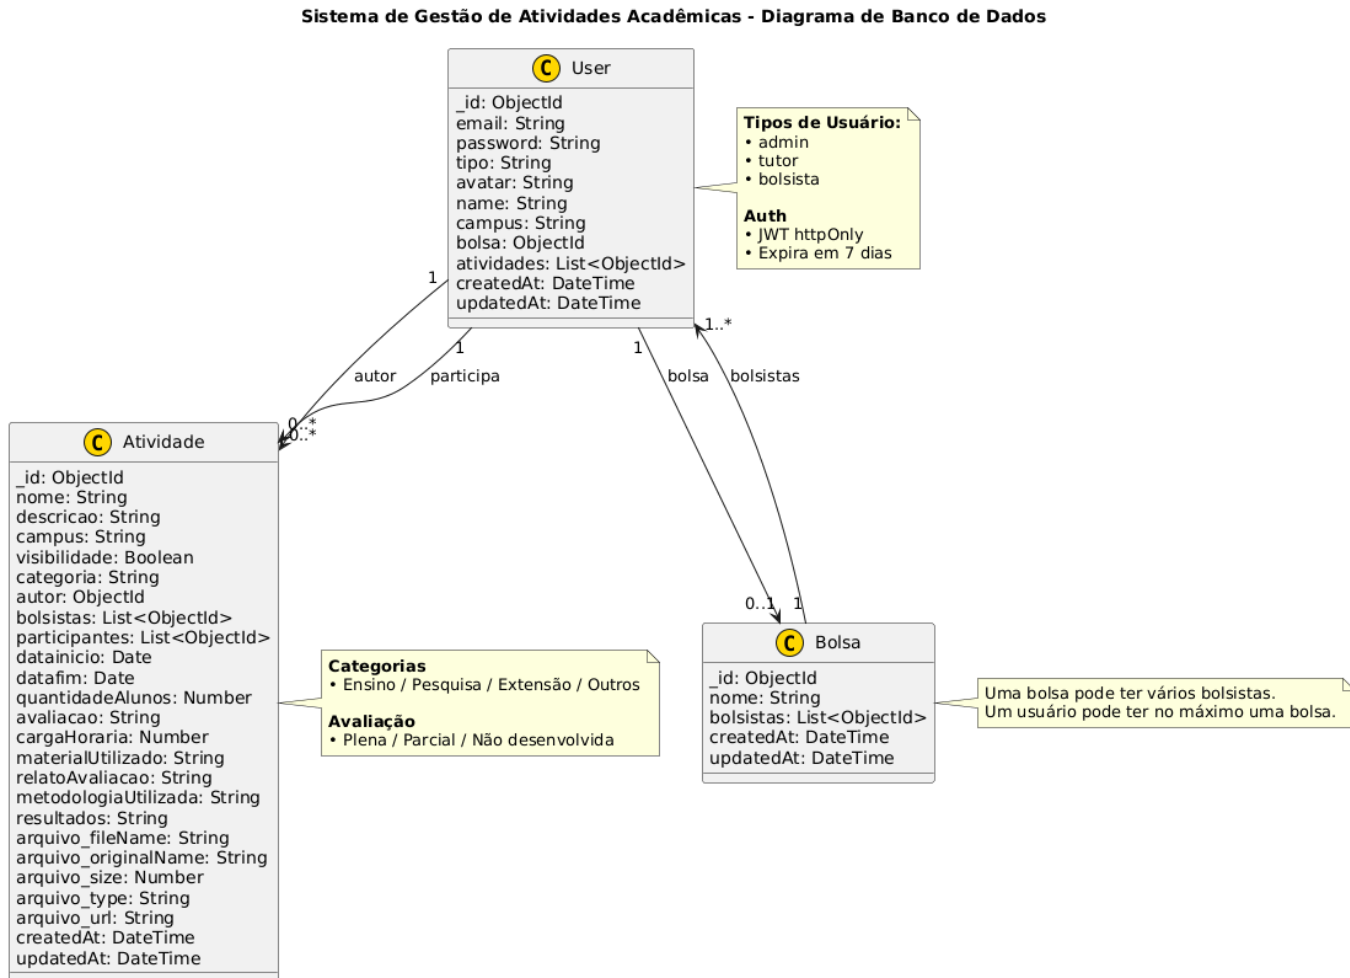 Sistema de Gestão de Atividades Acadêmicas - Diagrama de Banco de Dados
C User
_id: ObjectId
email: String
password: String
tipo: String
avatar: String
name: String
campus: String
bolsa: ObjectId
atividades: List<ObjectId>
createdAt: DateTime
updatedAt: DateTime
Tipos de Usuário:
• admin
• tutor
• bolsista
Auth
• JWT httpOnly
• Expira em 7 dias
1
1
1
1..*
autor
participa
bolsa
bolsistas
0..*
0..*
0..1
1
C Atividade
_id: ObjectId
nome: String
descricao: String
campus: String
visibilidade: Boolean
categoria: String
autor: ObjectId
bolsistas: List<ObjectId>
participantes: List<ObjectId>
datainicio: Date
datafim: Date
quantidadeAlunos: Number
avaliacao: String
cargaHoraria: Number
materialUtilizado: String
relatoAvaliacao: String
metodologiaUtilizada: String
resultados: String
arquivo_fileName: String
arquivo_originalName: String
arquivo_size: Number
arquivo_type: String
arquivo_url: String
createdAt: DateTime
updatedAt: DateTime
Categorias
• Ensino / Pesquisa / Extensão / Outros
Avaliação
• Plena / Parcial / Não desenvolvida
C Bolsa
_id: ObjectId
nome: String
bolsistas: List<ObjectId>
createdAt: DateTime
updatedAt: DateTime
Uma bolsa pode ter vários bolsistas.
Um usuário pode ter no máximo uma bolsa.